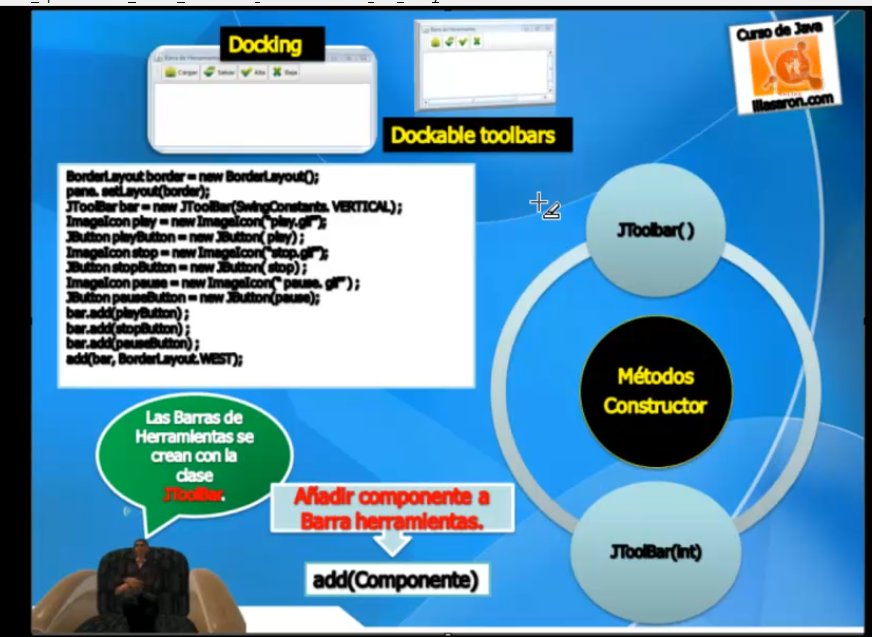 Docking
Barra de Herramientas
Cargar Salvar Alta Baja
Dockable toolbars
Curso de Java
illasaron.com
BorderLayout border = new BorderLayout();
pane. setLayout(border);
JToolBar bar = new JToolBar(SwingConstants. VERTICAL) ;
ImageIcon play = new ImageIcon("play.gif");
JButton playButton = new JButton( play) ;
ImageIcon stop = new ImageIcon("stop.gif");
JButton stopButton = new JButton( stop) ;
ImageIcon pause = new ImageIcon(" pause. gif" ) ;
JButton pauseButton = new JButton(pause);
bar.add(playButton) ;
bar.add(stopButton) ;
bar.add(pauseButton) ;
add(bar, BorderLayout.WEST);
JToolbar( )
Métodos
Constructor
JToolBar(int)
Las Barras de
Herramientas se
crean con la
clase
JToolBar.
Añadir componente a
Barra herramientas.
add(Componente)